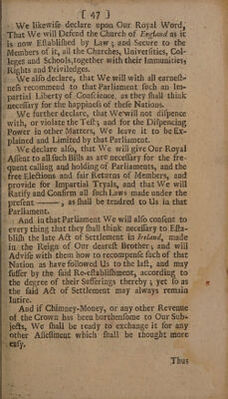 [ 47 ]
We likewise declare upon Our Royal Word,
That We will Defend the Church of England as it
is now Established by Law; and Secure to the
Members of it, all the Churches, Universities, Col-
leges and Schools, together with their Immunities,
Rights and Priviledges.
We also declare, that We will with all earnest-
ness recommend to that Parliament such an Im-
partial Liberty of Conscience, as they shall think
necessary for the happiness of these Nations.
We further declare, that We will not dispence
with, or violate the Test; and for the Dispencing
Power in other Matters, We leave it to be Ex-
plained and Limited by that Parliament.
We declare also, that We will give Our Royal
Assent to all such Bills as are necessary for the fre-
quent calling and holding of Parliaments, and the
free Elections and fair Returns of Members, and
provide for Impartial Tryals, and that We will
Ratify and Confirm all such Laws made under the
present ———, as shall be tendred to Us in that
Parliament.
And in that Parliament We will also consent to
every thing that they shall think necessary to Esta-
blish the late Act of Settlement in Ireland, made
in the Reign of Our dearest Brother; and will
Advise with them how to recompense such of that
Nation as have followed Us to the last, and may
suffer by the said Re-establishment, according to
the degree of their Sufferings thereby; yet so as
the said Act of Settlement may always remain
Intire.
And if Chimney-Money, or any other Revenue
of the Crown has been burthensome to Our Sub-
jects, We shall be ready to exchange it for any
other Assessment which shall be thought more
easy.
Thus